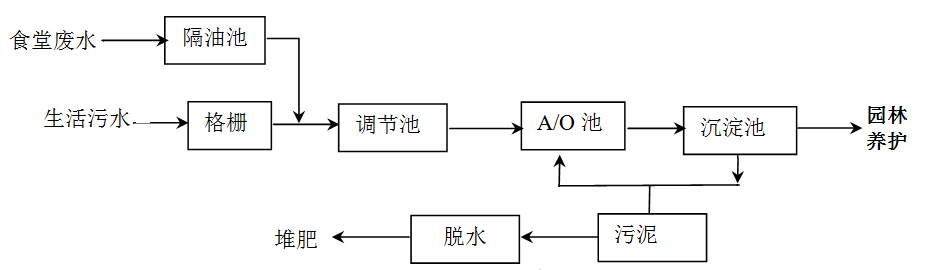 食堂废水
隔油池
生活污水
格栅
调节池
A/O 池
沉淀池
园林
养护
堆肥
脱水
污泥